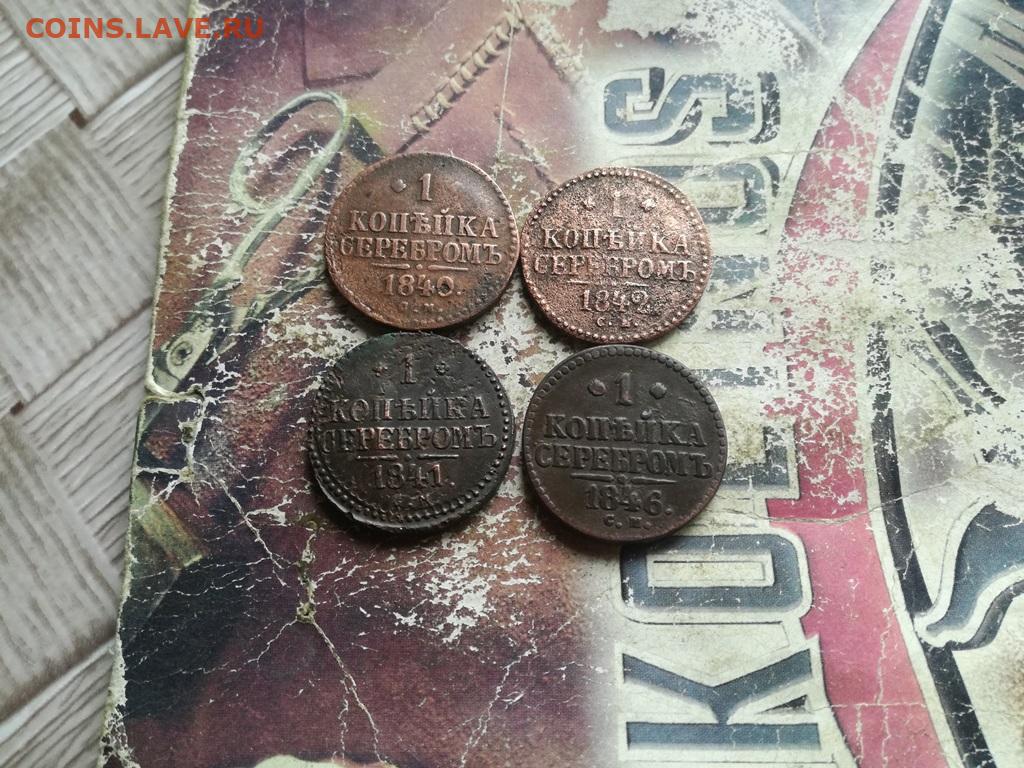 COINS.LAVE.RU
1
КОПѢЙКА
СЕРЕБРОМЪ
1840.
1
КОПѢЙКА
СЕРЕБРОМЪ
1842.
1
КОПѢЙКА
СЕРЕБРОМЪ
1841.
1
КОПѢЙКА
СЕРЕБРОМЪ
1846.
С.М.